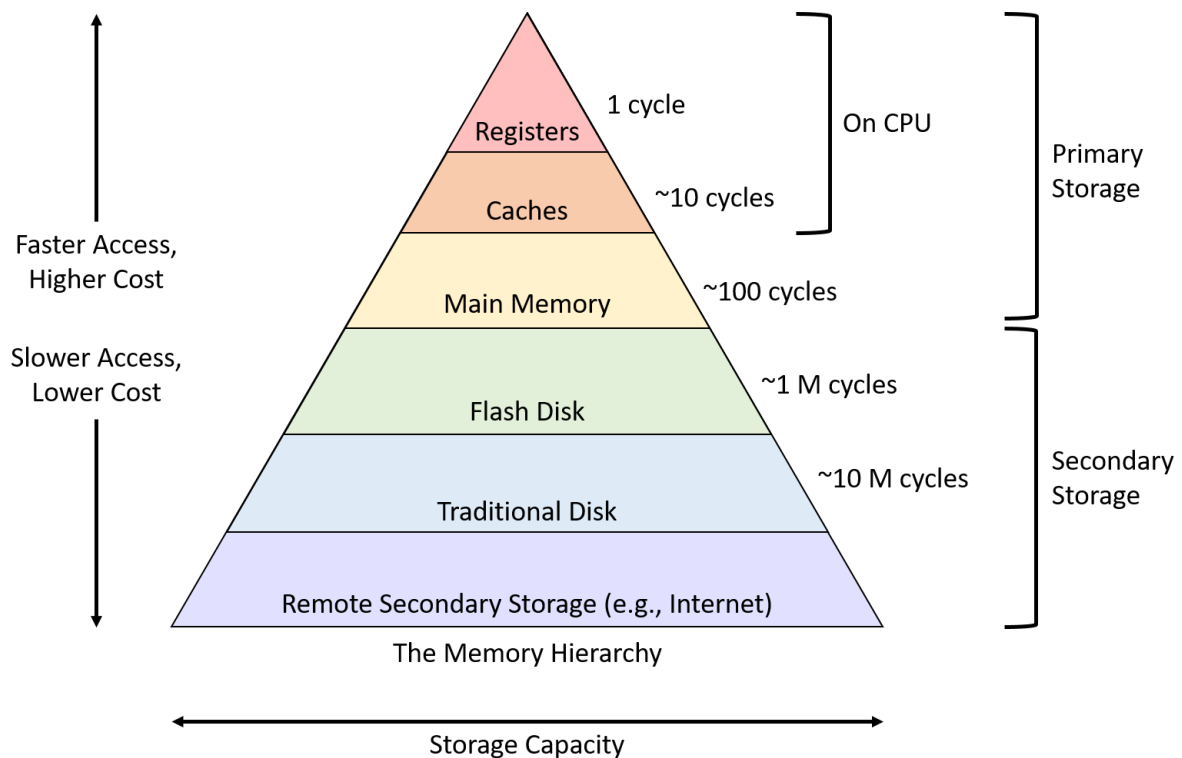 Registers
1 cycle
On CPU
Primary
Storage
Caches
~10 cycles
Faster Access,
Higher Cost
Main Memory
~100 cycles
Slower Access,
Lower Cost
Flash Disk
~1 M cycles
Traditional Disk
~10 M cycles
Secondary
Storage
Remote Secondary Storage (e.g., Internet)
The Memory Hierarchy
Storage Capacity